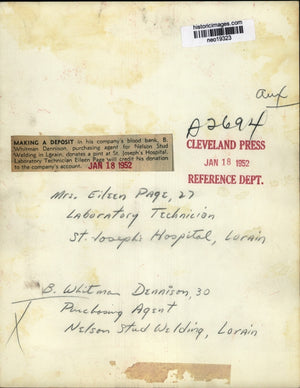 historicimages.com
neo19323
Aux
A2694
CLEVELAND PRESS
JAN 18 1952
REFERENCE DEPT.
MAKING A DEPOSIT in his company's blood bank, B.
Whitman Dennison, purchasing agent for Nelson Stud
Welding in Lorain, donates a pint at St. Joseph's Hospital.
Laboratory Technician Eileen Page will credit his donation
to the company's account. JAN 18 1952
Mrs. Eileen Page, 27
Laboratory Technician
St. Joseph's Hospital, Lorain
B. Whitman Dennison, 30
Purchasing Agent
Nelson Stud Welding, Lorain